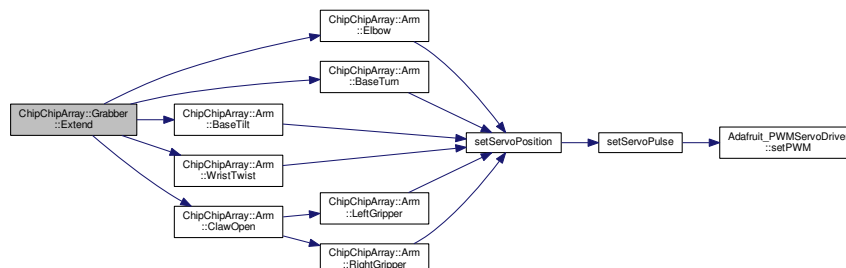 ChipChipArray::Arm
::Elbow
ChipChipArray::Arm
::BaseTurn
ChipChipArray::Grabber
::Extend
ChipChipArray::Arm
::BaseTilt
setServoPosition
setServoPulse
Adafruit_PWMServoDriver
::setPWM
ChipChipArray::Arm
::WristTwist
ChipChipArray::Arm
::ClawOpen
ChipChipArray::Arm
::LeftGripper
ChipChipArray::Arm
::RightGripper